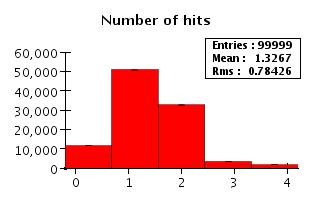 Number of hits
Entries : 99999
Mean : 1.3267
Rms : 0.78426
60,000
50,000
40,000
30,000
20,000
10,000
0
0 1 2 3 4